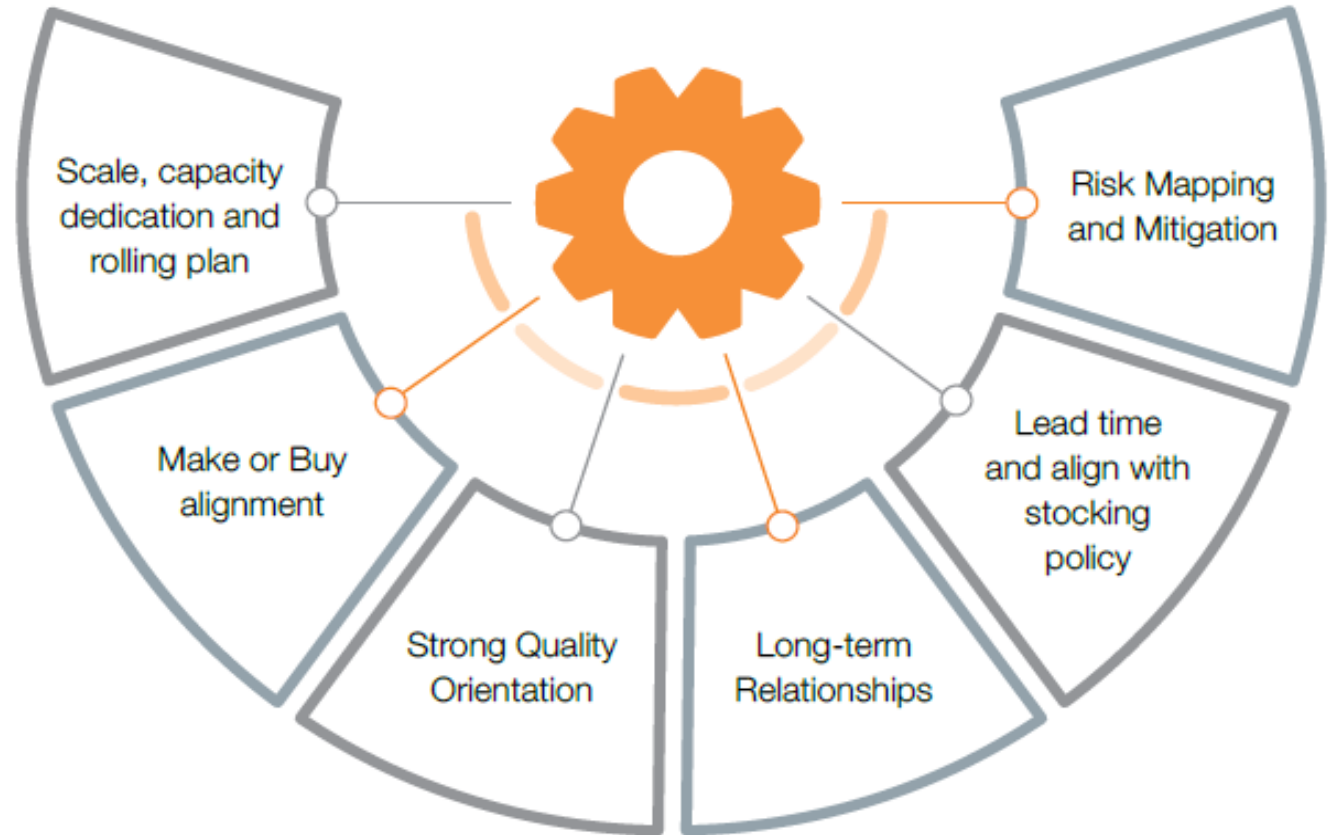 Scale, capacity
dedication and
rolling plan
Make or Buy
alignment
Strong Quality
Orientation
Long-term
Relationships
Lead time
and align with
stocking
policy
Risk Mapping
and Mitigation